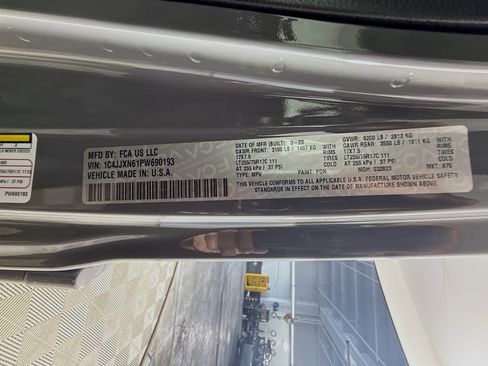 MFD BY: FCA US LLC
VIN: 1C4JJXN61PW690193
VEHICLE MADE IN: U.S.A.
DATE OF MFR (BUILT): 3-23
GAWR FRONT: 3100 LB / 1407 KG WITH
17X7.5 RIMS
LT255/75R17C 111 TIRES
AT 255 kPa / 37 PSI
TYPE: MPV
PAINT: PDN
GVWR: 6200 LB / 2813 KG
GAWR REAR: 3550 LB / 1611 KG WITH
17X7.5 RIMS
LT255/75R17C 111 TIRES
AT 255 kPa / 37 PSI
MDH: 032823
MKT: 875
THIS VEHICLE CONFORMS TO ALL APPLICABLE U.S.A. FEDERAL MOTOR VEHICLE SAFETY
STANDARDS IN EFFECT ON THE DATE OF MANUFACTURE SHOWN ABOVE.
PW690193